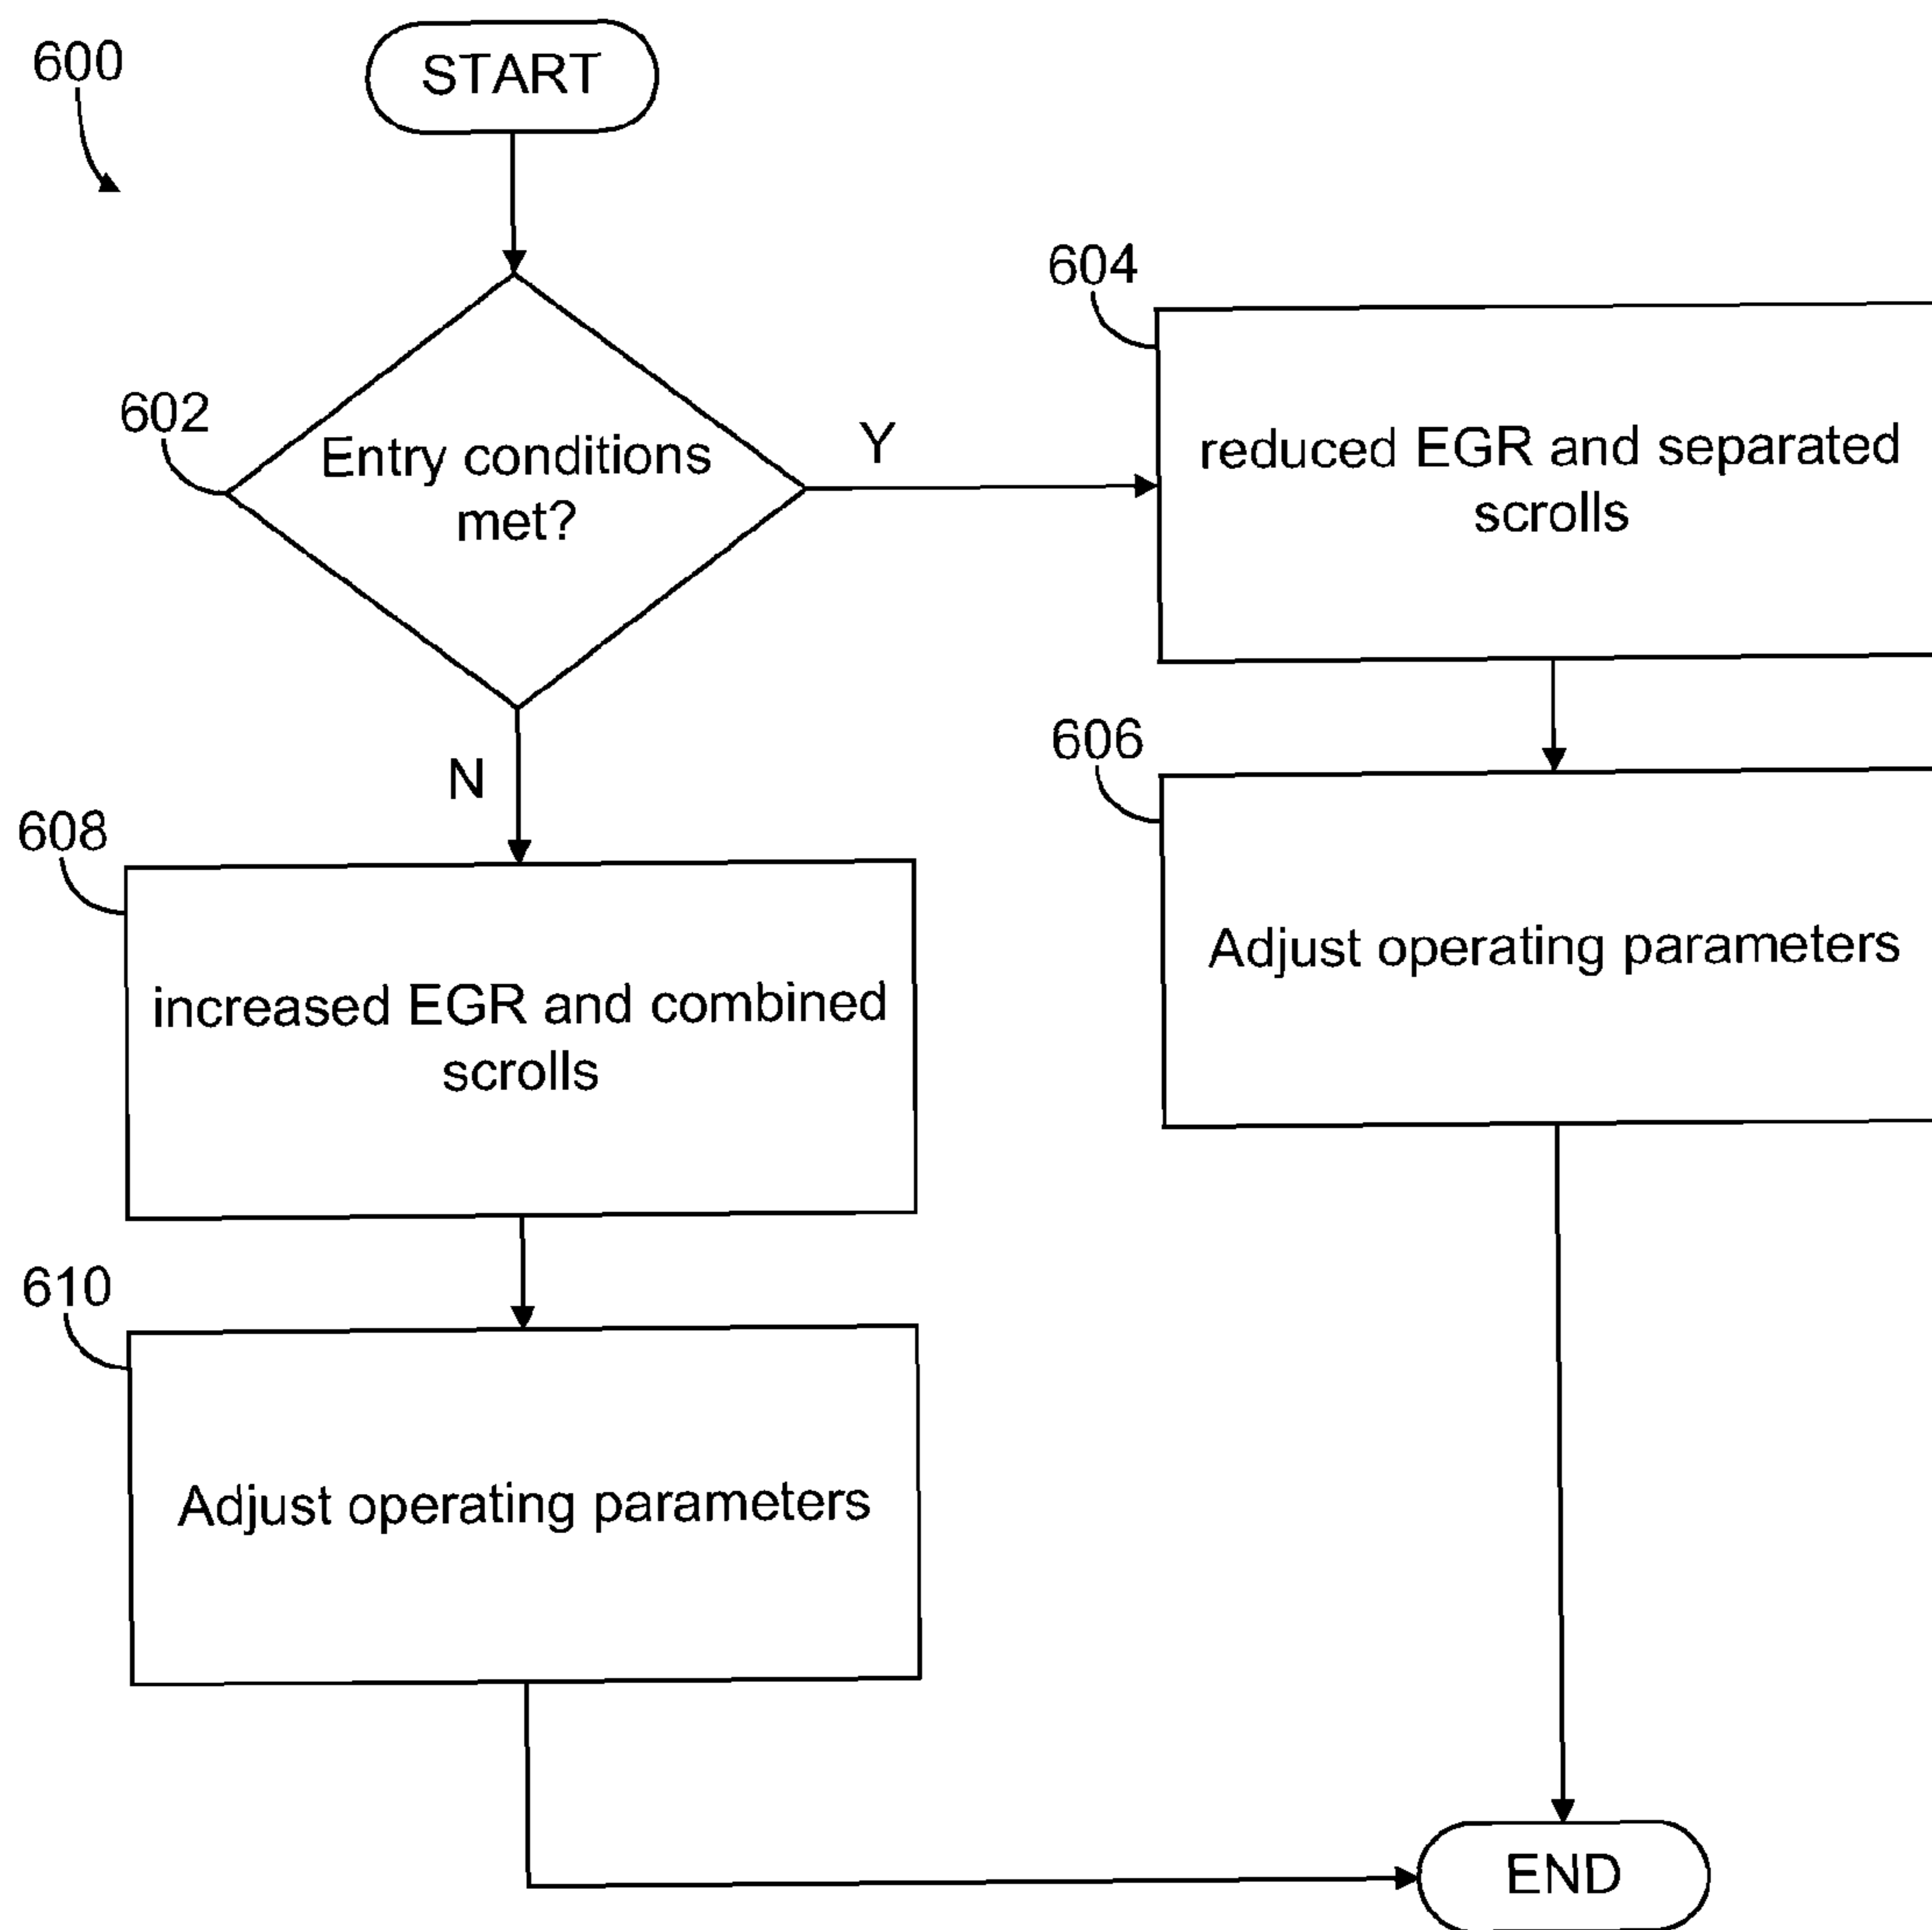 600
START
602
Entry conditions
met?
Y
604
reduced EGR and separated
scrolls
N
606
Adjust operating parameters
608
increased EGR and combined
scrolls
610
Adjust operating parameters
END